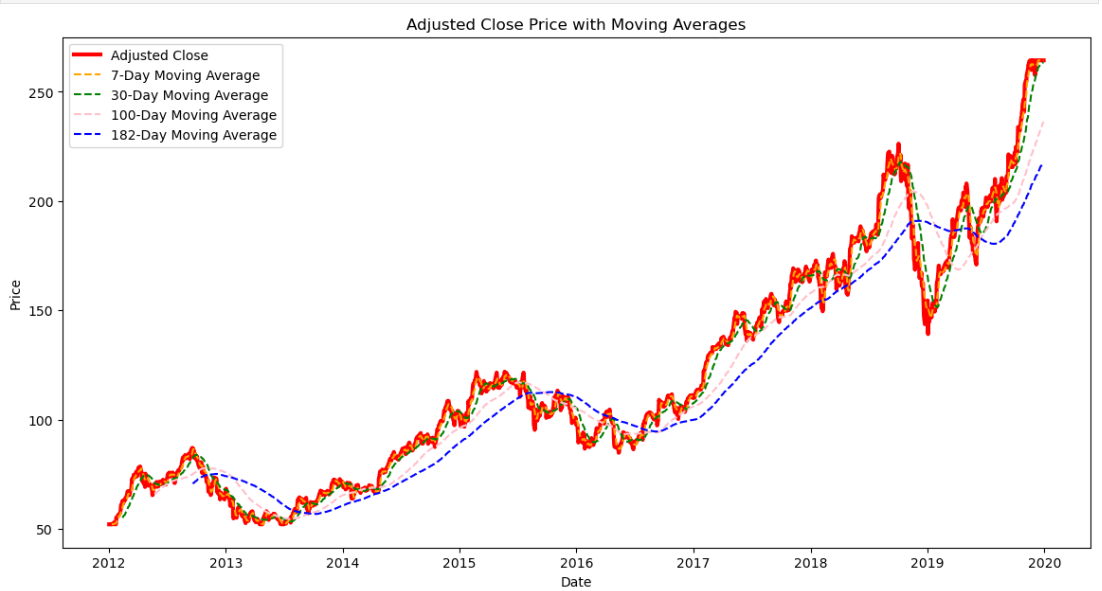 Adjusted Close Price with Moving Averages
Adjusted Close
7-Day Moving Average
30-Day Moving Average
100-Day Moving Average
182-Day Moving Average
250
200
150
100
50
Price
2012 2013 2014 2015 2016 2017 2018 2019 2020
Date